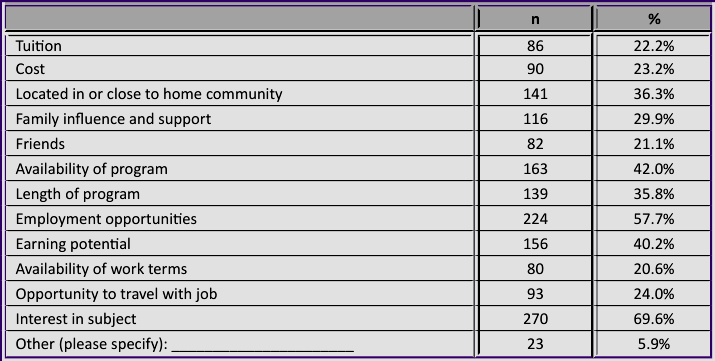 n %
Tuition 86 22.2%
Cost 90 23.2%
Located in or close to home community 141 36.3%
Family influence and support 116 29.9%
Friends 82 21.1%
Availability of program 163 42.0%
Length of program 139 35.8%
Employment opportunities 224 57.7%
Earning potential 156 40.2%
Availability of work terms 80 20.6%
Opportunity to travel with job 93 24.0%
Interest in subject 270 69.6%
Other (please specify): ______________________ 23 5.9%